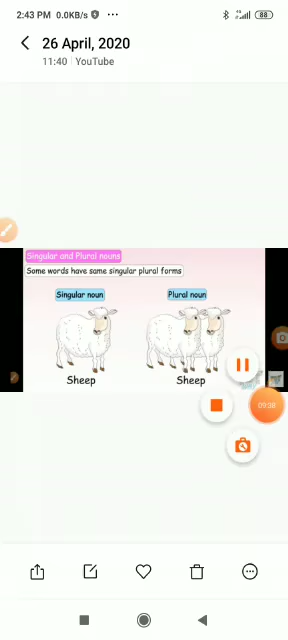 2:43 PM 0.0KB/s ... 88
26 April, 2020
11:40 | YouTube
Singular and Plural nouns
Some words have same singular plural forms
Singular noun Plural noun
Sheep Sheep
09:38